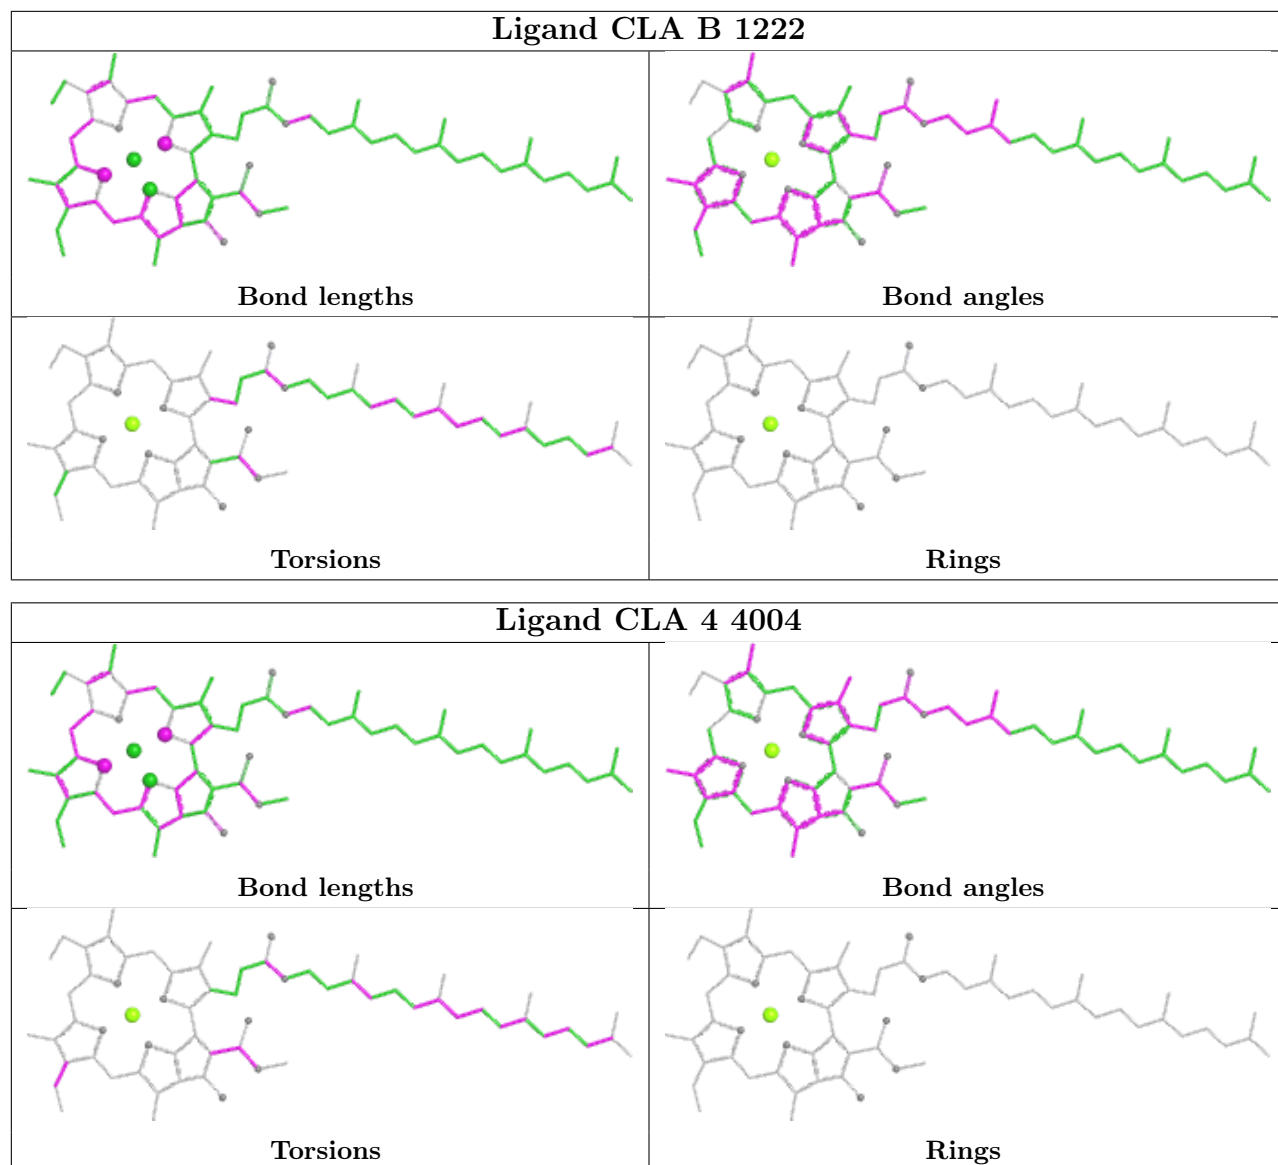 Ligand CLA B 1222
Bond lengths
Bond angles
Torsions
Rings
Ligand CLA 4 4004
Bond lengths
Bond angles
Torsions
Rings